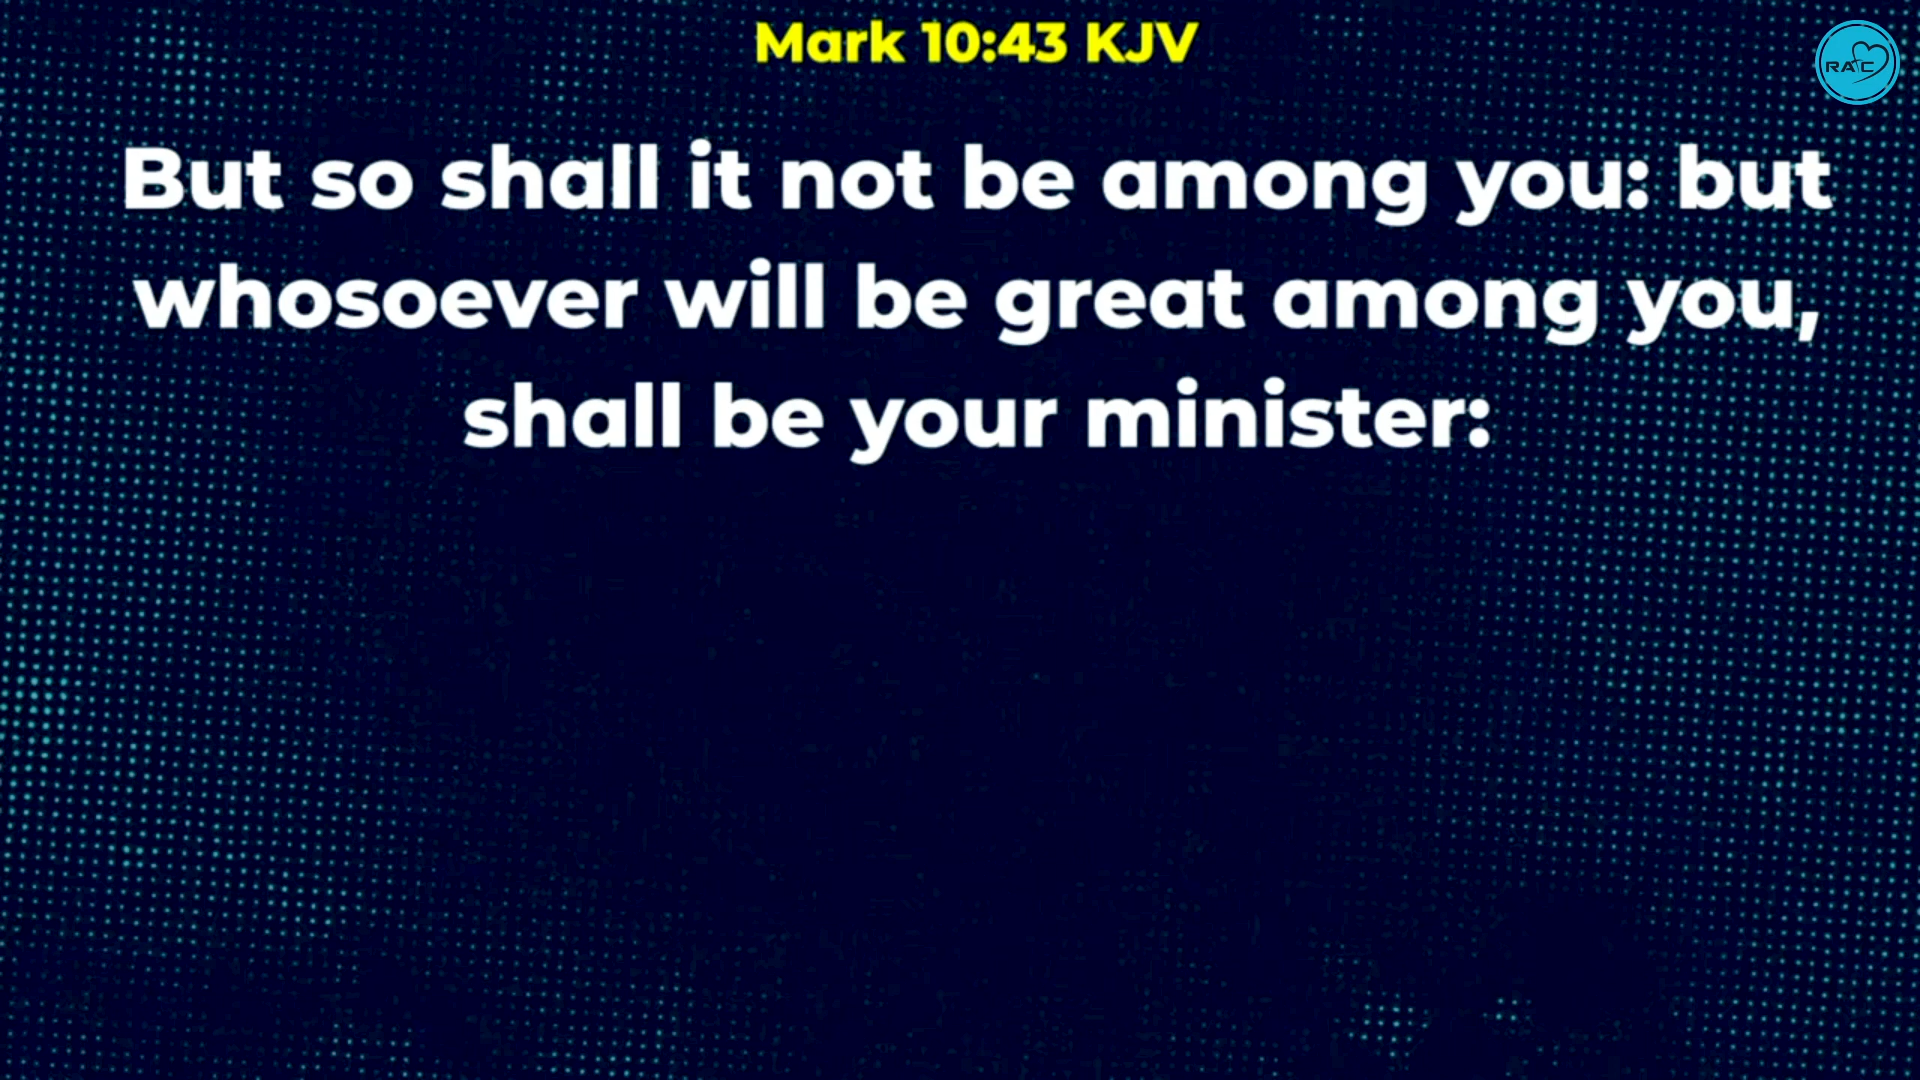 Mark 10:43 KJV
RAFC
But so shall it not be among you: but
whosoever will be great among you,
shall be your minister: